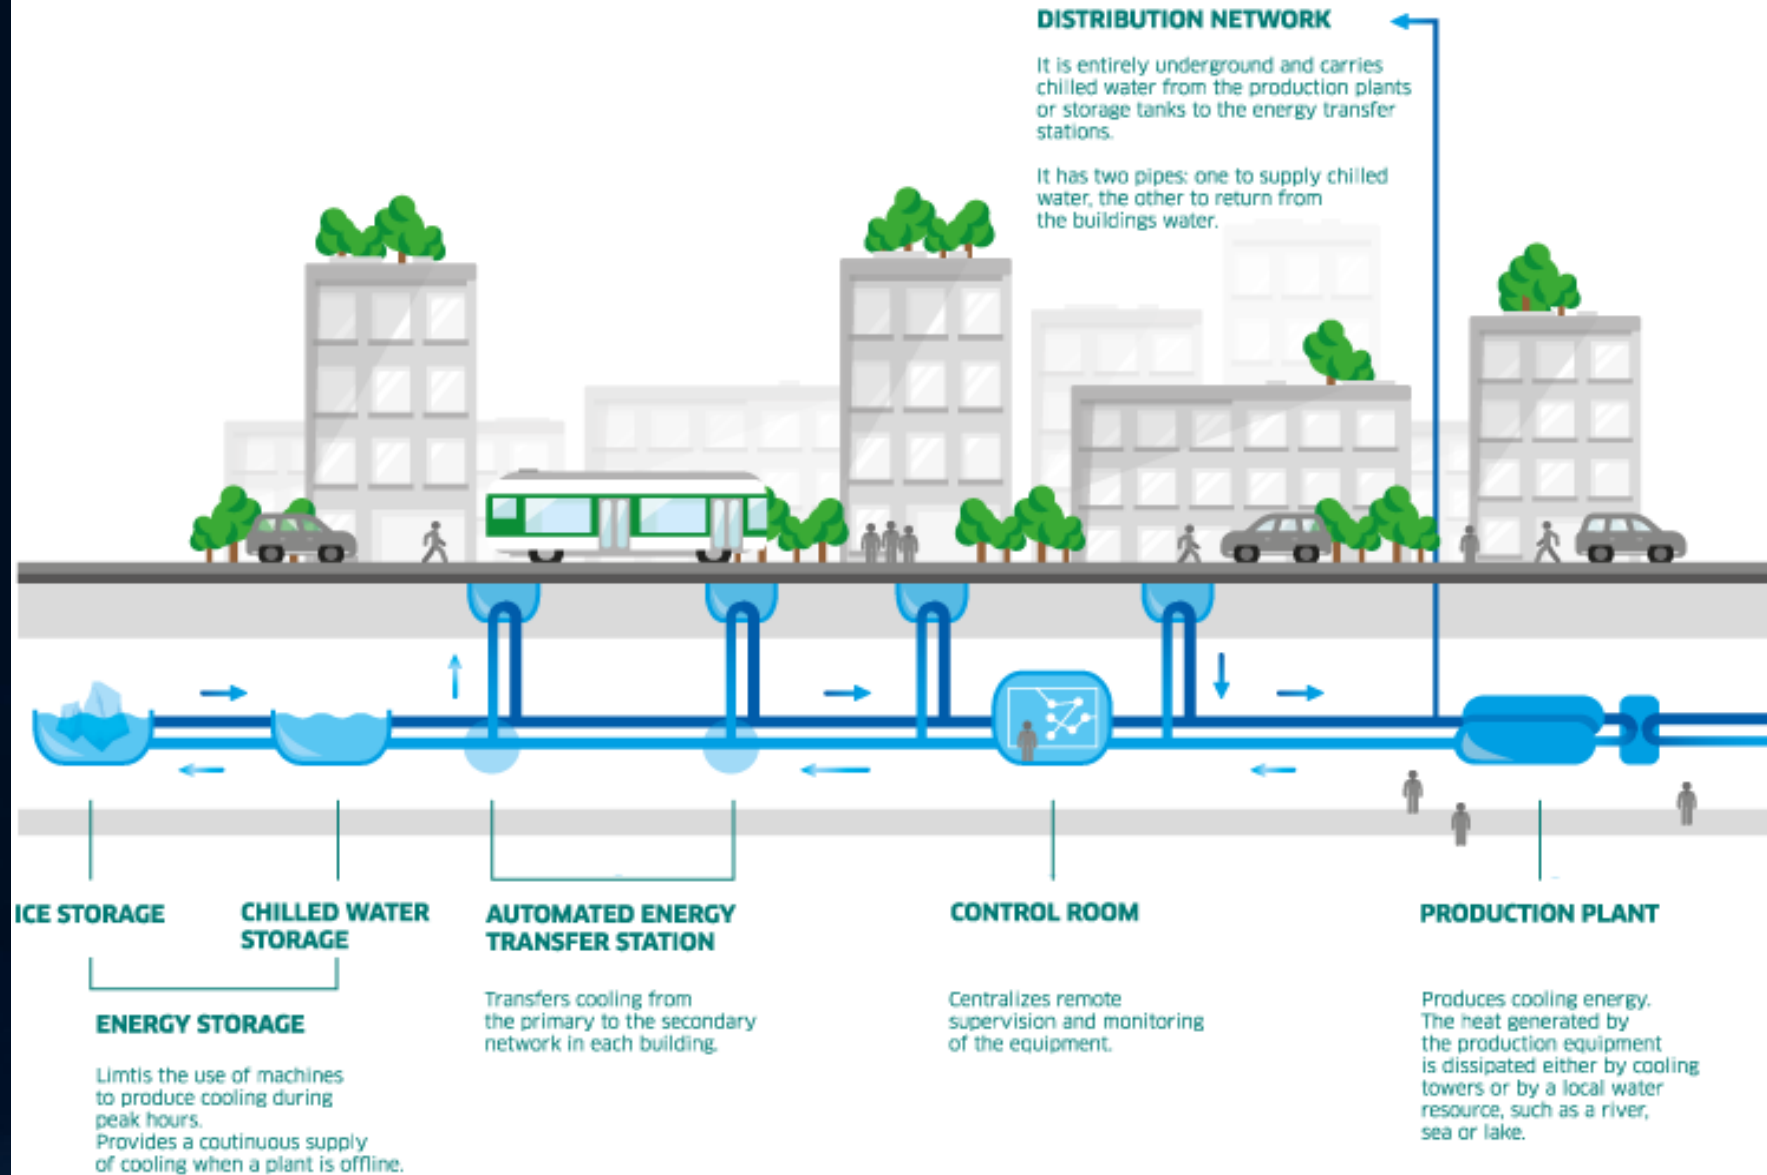 DISTRIBUTION NETWORK
It is entirely underground and carries
chilled water from the production plants
or storage tanks to the energy transfer
stations.
It has two pipes: one to supply chilled
water, the other to return from
the buildings water.
ICE STORAGE
CHILLED WATER
STORAGE
ENERGY STORAGE
Limtis the use of machines
to produce cooling during
peak hours.
Provides a coutinuous supply
of cooling when a plant is offline.
AUTOMATED ENERGY
TRANSFER STATION
Transfers cooling from
the primary to the secondary
network in each building.
CONTROL ROOM
Centralizes remote
supervision and monitoring
of the equipment.
PRODUCTION PLANT
Produces cooling energy.
The heat generated by
the production equipment
is dissipated either by cooling
towers or by a local water
resource, such as a river,
sea or lake.